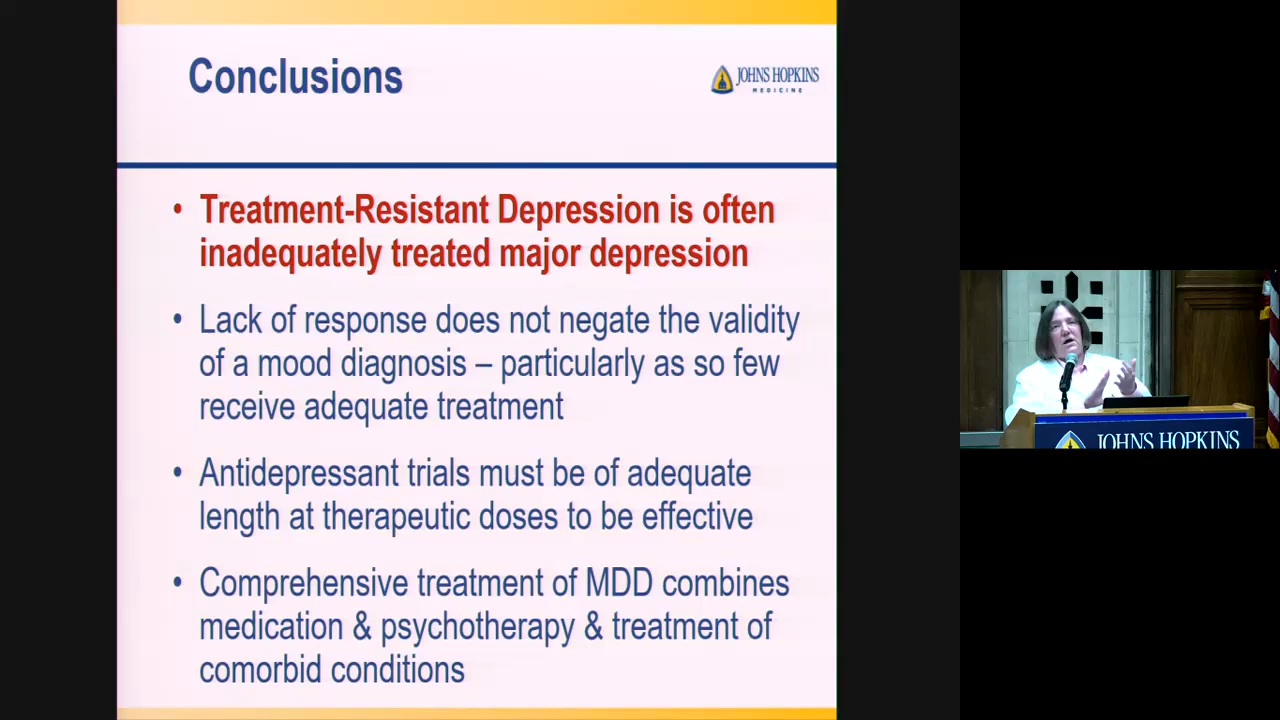 Conclusions
JOHNS HOPKINS
MEDICINE
• Treatment-Resistant Depression is often
inadequately treated major depression
• Lack of response does not negate the validity
of a mood diagnosis – particularly as so few
receive adequate treatment
• Antidepressant trials must be of adequate
length at therapeutic doses to be effective
• Comprehensive treatment of MDD combines
medication & psychotherapy & treatment of
comorbid conditions
JOHNS HOPKINS